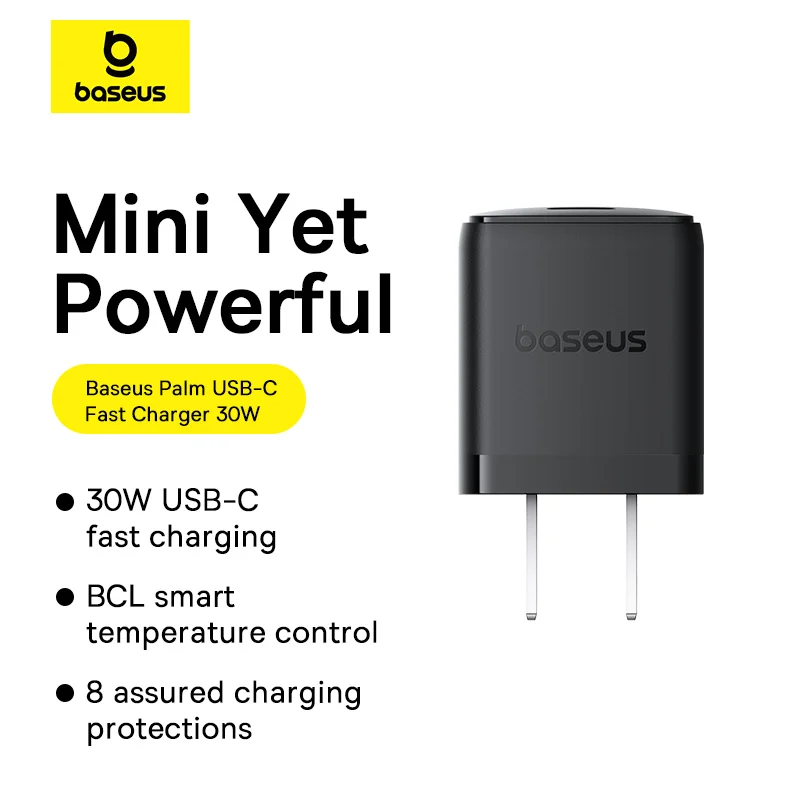 baseus
Mini Yet
Powerful
Baseus Palm USB-C
Fast Charger 30W
30W USB-C
fast charging
BCL smart
temperature control
8 assured charging
protections
baseus